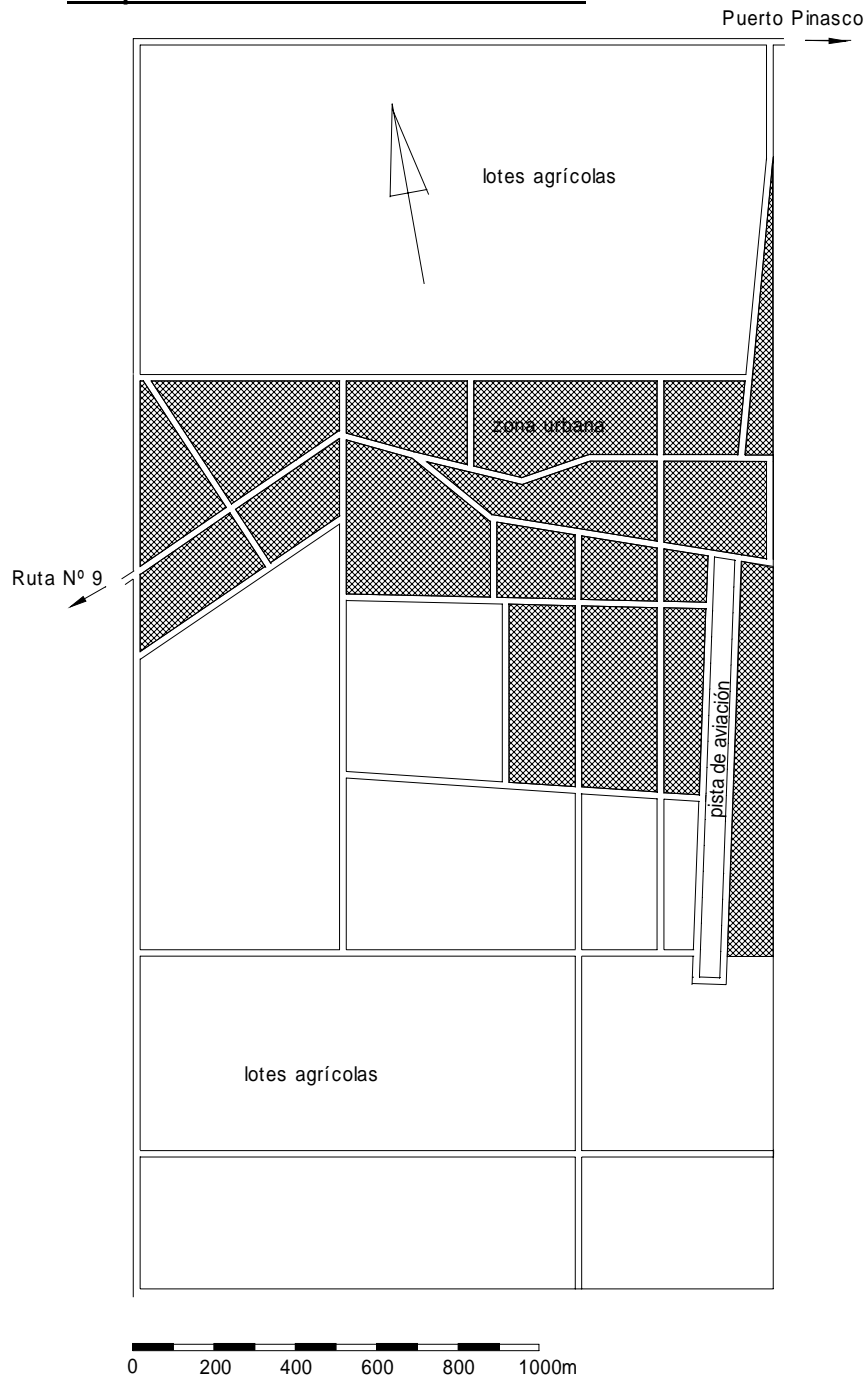 Puerto Pinasco
lotes agrícolas
zona urbana
Ruta Nº 9
pista de aviación
lotes agrícolas
0 200 400 600 800 1000m